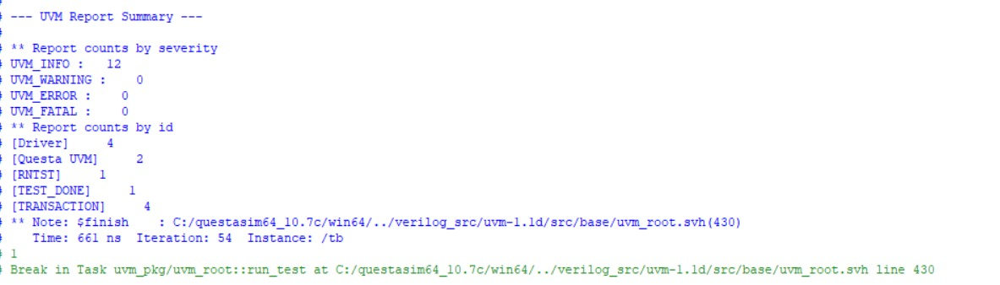 #
# --- UVM Report Summary ---
#
# ** Report counts by severity
# UVM_INFO :   12
# UVM_WARNING :    0
# UVM_ERROR :    0
# UVM_FATAL :    0
# ** Report counts by id
# [Driver]     4
# [Questa UVM]     2
# [RNTST]     1
# [TEST_DONE]     1
# [TRANSACTION]     4
# ** Note: $finish    : C:/questasim64_10.7c/win64/../verilog_src/uvm-1.1d/src/base/uvm_root.svh(430)
#    Time: 661 ns  Iteration: 54  Instance: /tb
# 1
# Break in Task uvm_pkg/uvm_root::run_test at C:/questasim64_10.7c/win64/../verilog_src/uvm-1.1d/src/base/uvm_root.svh line 430